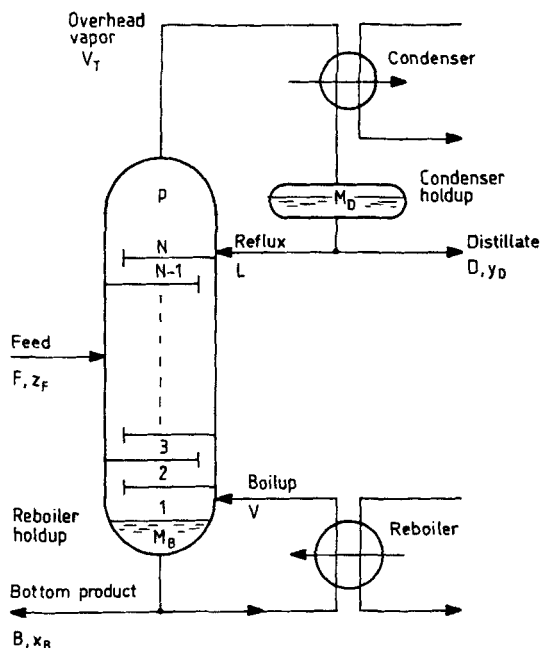 Overhead
vapor
V_T
Condenser
P
M_D
Condenser
holdup
N
Reflux
Distillate
N-1
L
D, y_D
Feed
F, z_F
3
2
Boilup
1
V
Reboiler
holdup
M_B
Reboiler
Bottom product
B, x_B